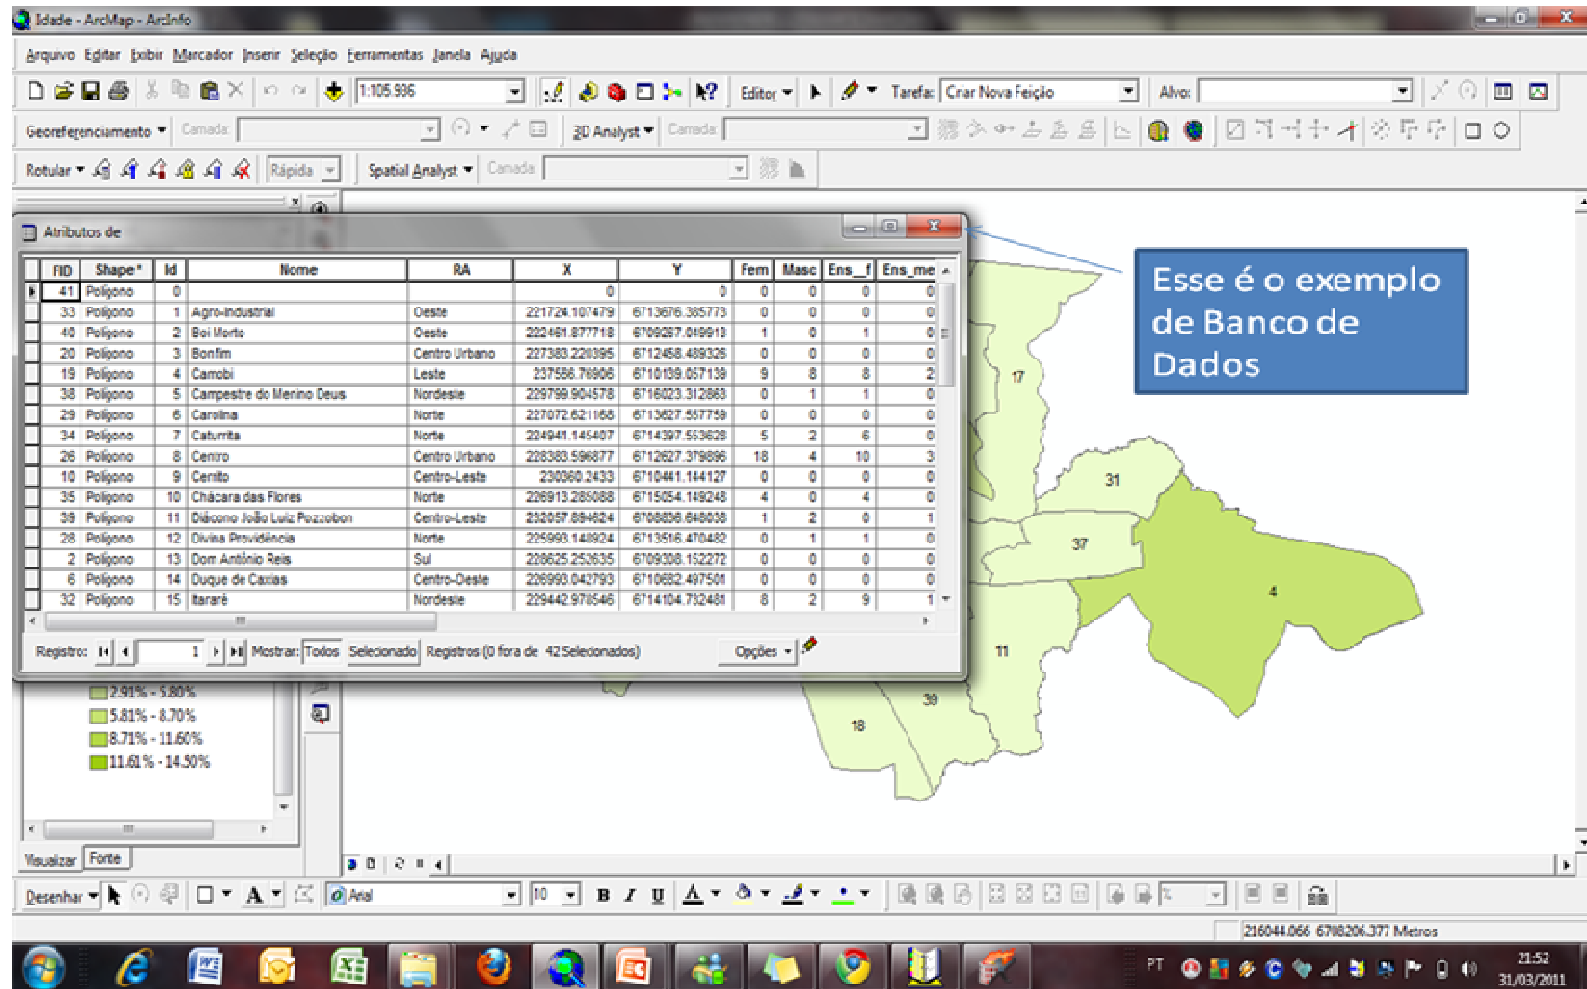 Idade - ArcMap - ArcInfo
Arquivo Editar Exibir Marcador Inserir Seleção Ferramentas Janela Ajuda
1:105.936 Editor Tarefa: Criar Nova Feição Alvo:
Georeferenciamento Camada: 3D Analyst Camada:
Rotular Rápida Spatial Analyst Camada
Atributos de
FID Shape* Id Nome RA X Y Fem Masc Ens__f Ens_me
41 Polígono 0 0 0 0 0 0 0
33 Polígono 1 Agro-Industrial Oeste 221724.107479 6713676.385773 0 0 0 0
40 Polígono 2 Boi Morto Oeste 222461.877718 6709287.049913 1 0 1 0
20 Polígono 3 Bonfim Centro Urbano 227383.220395 6712458.489326 0 0 0 0
19 Polígono 4 Camobi Leste 237556.76906 6710139.057139 9 8 8 2
38 Polígono 5 Campestre do Menino Deus Nordeste 229799.904578 6716023.312863 0 1 1 0
29 Polígono 6 Carolina Norte 227072.621168 6713627.557759 0 0 0 0
34 Polígono 7 Caturrita Norte 224941.145407 6714397.553628 5 2 6 0
26 Polígono 8 Centro Centro Urbano 228383.596877 6712627.379896 18 4 10 3
10 Polígono 9 Cerrito Centro-Leste 230360.2433 6710441.144127 0 0 0 0
35 Polígono 10 Chácara das Flores Norte 226913.285088 6715054.149248 4 0 4 0
39 Polígono 11 Diácono João Luiz Pozzobon Centro-Leste 232057.894624 6708836.648038 1 2 0 1
28 Polígono 12 Divina Providência Norte 225993.148924 6713516.470482 0 1 1 0
2 Polígono 13 Dom Antônio Reis Sul 228625.252635 6709308.152272 0 0 0 0
6 Polígono 14 Duque de Caxias Centro-Oeste 226993.042793 6710682.497501 0 0 0 0
32 Polígono 15 Itararé Nordeste 229442.978546 6714104.732481 8 2 9 1
Registro: 1 Mostrar: Todos Selecionado Registros (0 fora de 42 Selecionados) Opções
Esse é o exemplo
de Banco de
Dados
17
31
37
4
11
39
18
2.91% - 5.80%
5.81% - 8.70%
8.71% - 11.60%
11.61% - 14.50%
Visualizar Fonte
Desenhar A Arial 10 B I U A
216044.066 6708206.377 Metros
PT 21:52
31/03/2011